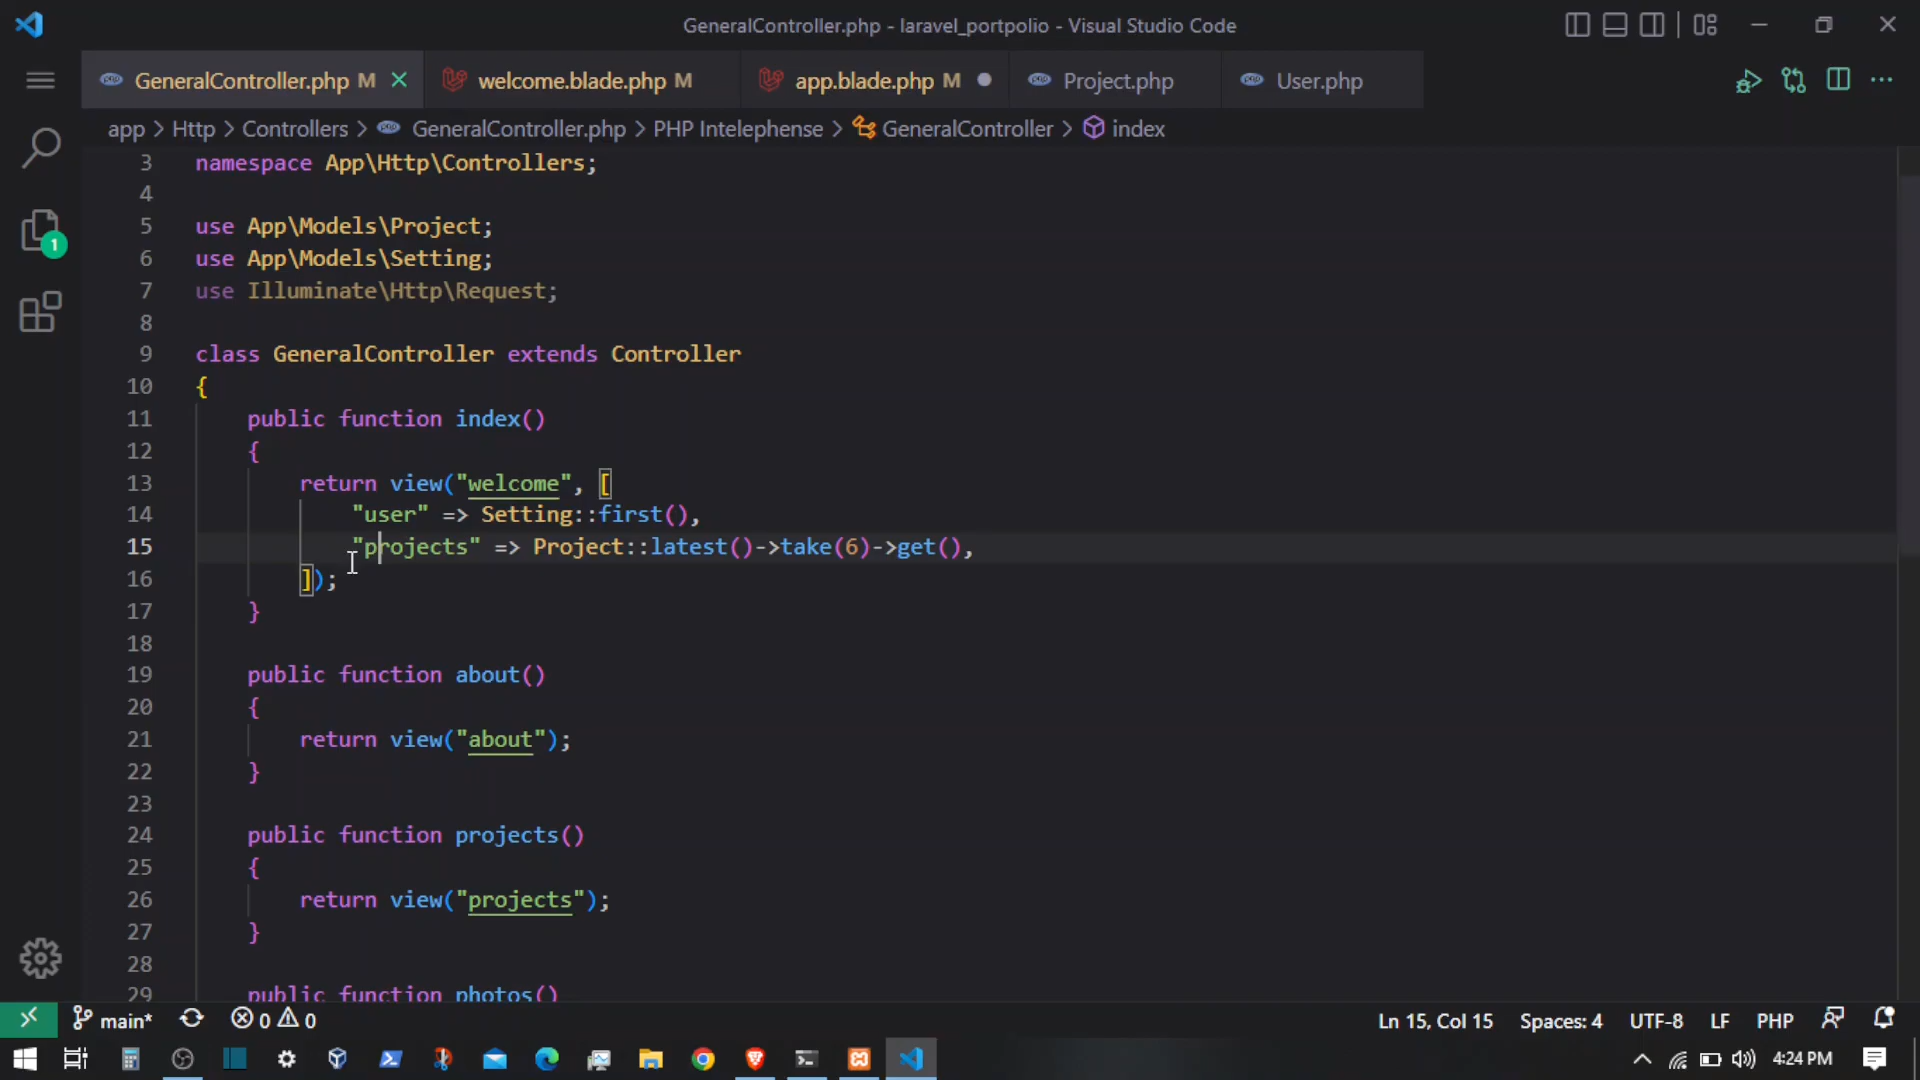 GeneralController.php - laravel_portpolio - Visual Studio Code
GeneralController.php M welcome.blade.php M app.blade.php M Project.php User.php
app > Http > Controllers > GeneralController.php > PHP Intelephense > GeneralController > index
3 namespace App\Http\Controllers;
4
5 use App\Models\Project;
6 use App\Models\Setting;
7 use Illuminate\Http\Request;
8
9 class GeneralController extends Controller
10 {
11 public function index()
12 {
13 return view("welcome", [
14 "user" => Setting::first(),
15 "projects" => Project::latest()->take(6)->get(),
16 ]);
17 }
18
19 public function about()
20 {
21 return view("about");
22 }
23
24 public function projects()
25 {
26 return view("projects");
27 }
28
29 public function photos()
1
main* 0 0 Ln 15, Col 15 Spaces: 4 UTF-8 LF PHP
4:24 PM